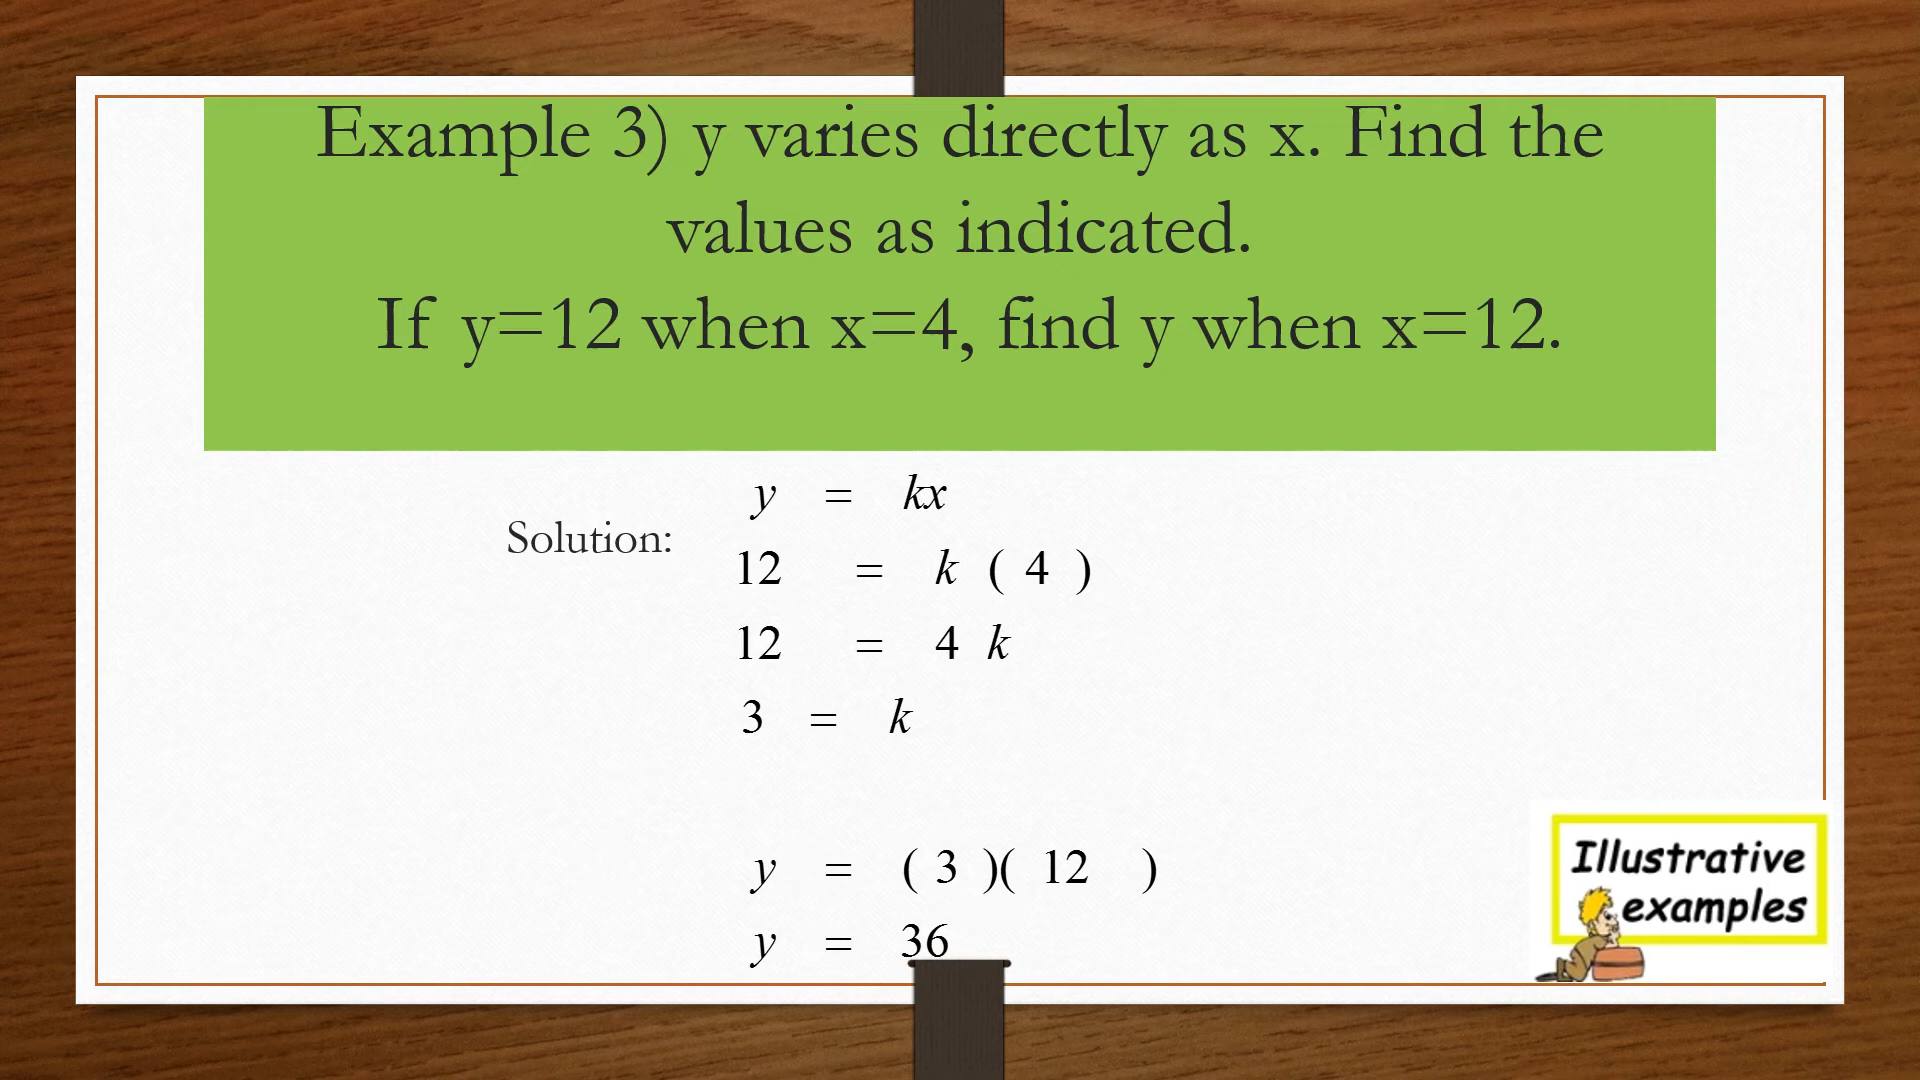 Example 3) y varies directly as x. Find the
values as indicated.
If y=12 when x=4, find y when x=12.
Solution:
y = kx
12 = k ( 4 )
12 = 4 k
3 = k
y = ( 3 )( 12 )
y = 36
Illustrative
examples